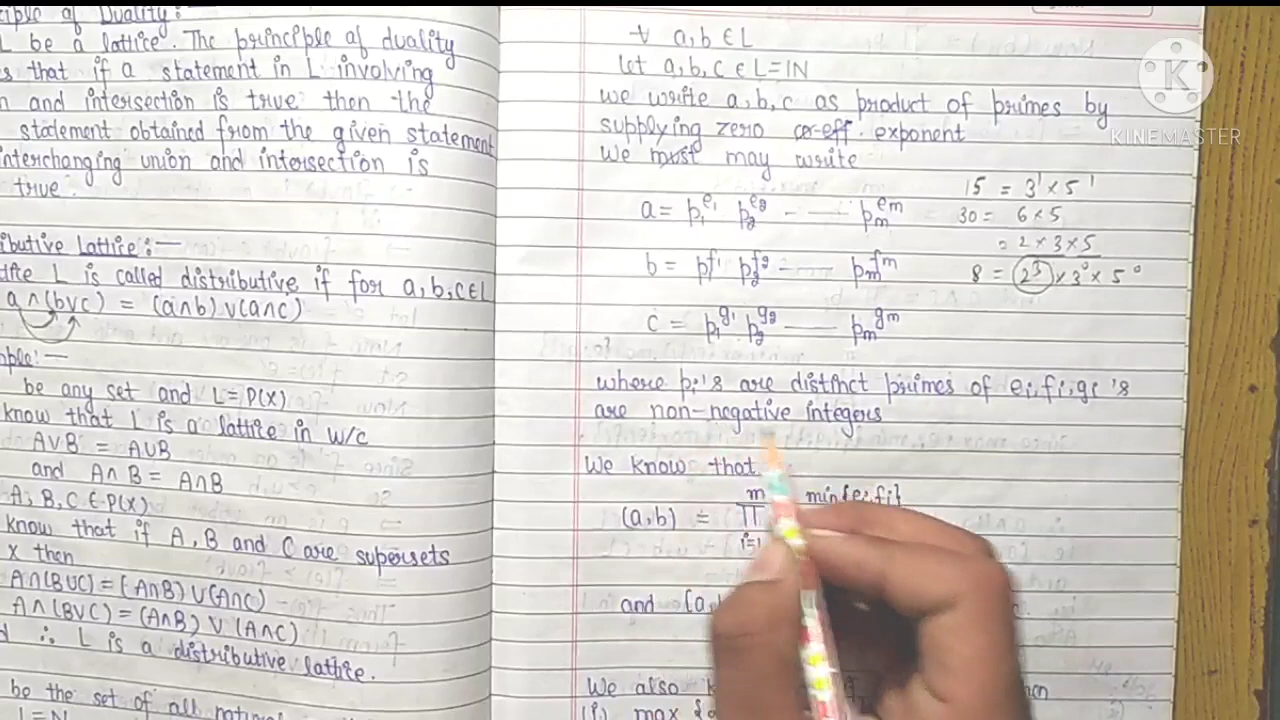 ciple of Duality:—
L be a lattice. The principle of duality
s that if a statement in L involving
n and intersection is true then the
statement obtained from the given statement
interchanging union and intersection is
true.
ributive Lattice:—
L is called distributive if for a,b,c∈L
a∧(b∨c) = (a∧b)∨(a∧c)
ple:—
be any set and L=P(X)
know that L is a lattice in w/c
A∨B = A∪B
and A∩B = A∩B
A,B,C∈P(X)
know that if A,B and C are supersets
X then
A∩(B∪C)=(A∩B)∪(A∩C)
A∩(B∪C)=(A∩B)∨(A∩C)
∴ L is a distributive lattice.
be the set of all
L=N
∀ a,b∈L
Let a,b,c∈L=IN
we write a,b,c as product of primes by
supplying zero co-eff. exponent
we must may write
a = p₁^e₁ p₂^e₂ - —— pₘ^em
b = p^f₁ p₂^f₂ - —— pₘ^fm
c = p₁^g₁ p₂^g₂ —— pₘ^gm
15 = 3¹×5¹
30 = 6×5
= 2×3×5
8 = 2³×3⁰×5⁰
where pᵢ's are distinct primes of eᵢ,fᵢ,gᵢ's
are non-negative integers
We know that
(a,b) = ∏ min{eᵢ,fᵢ}
m
i=1
and
We also
(i) max
KINEMASTER